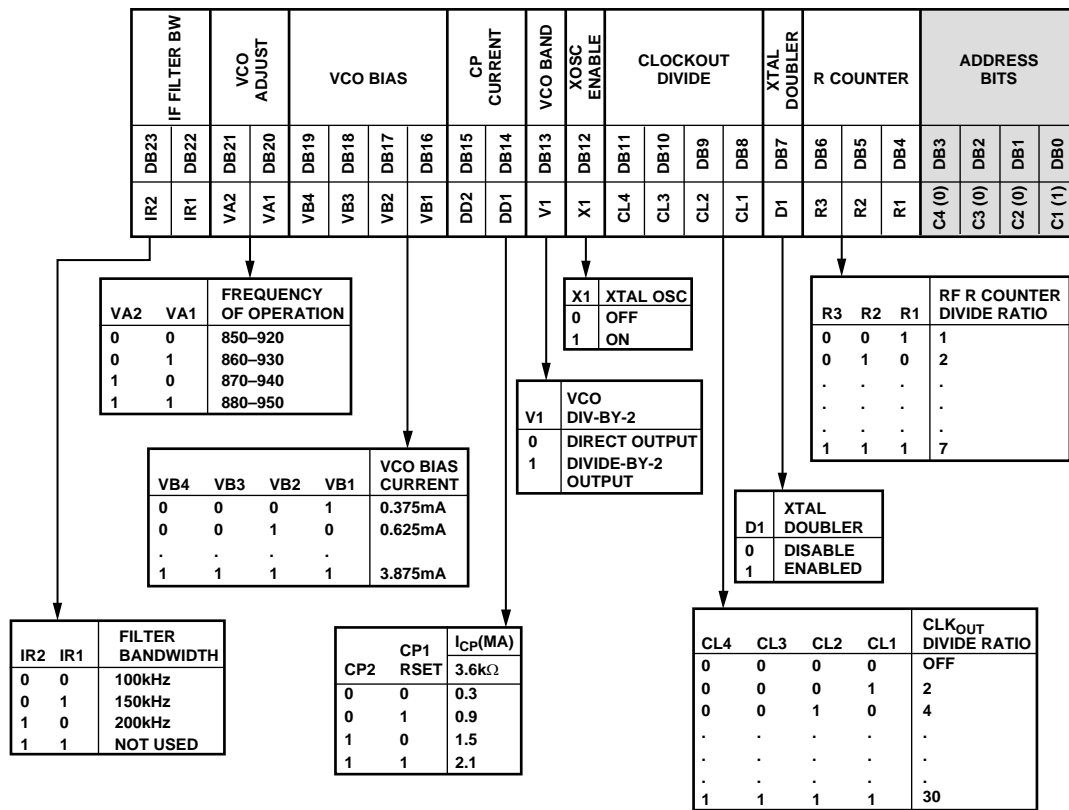 IF FILTER BW
VCO
ADJUST
VCO BIAS
CP
CURRENT
VCO BAND
XOSC
ENABLE
CLOCKOUT
DIVIDE
XTAL
DOUBLER
R COUNTER
ADDRESS
BITS
DB23 DB22 DB21 DB20 DB19 DB18 DB17 DB16 DB15 DB14 DB13 DB12 DB11 DB10 DB9 DB8 DB7 DB6 DB5 DB4 DB3 DB2 DB1 DB0
IR2 IR1 VA2 VA1 VB4 VB3 VB2 VB1 DD2 DD1 V1 X1 CL4 CL3 CL2 CL1 D1 R3 R2 R1 C4 (0) C3 (0) C2 (0) C1 (1)
FREQUENCY
VA2 VA1 OF OPERATION
0 0 850–920
0 1 860–930
1 0 870–940
1 1 880–950
X1 XTAL OSC
0 OFF
1 ON
RF R COUNTER
R3 R2 R1 DIVIDE RATIO
0 0 1 1
0 1 0 2
. . . .
. . . .
. . . .
1 1 1 7
VCO
V1 DIV-BY-2
0 DIRECT OUTPUT
1 DIVIDE-BY-2
OUTPUT
VCO BIAS
VB4 VB3 VB2 VB1 CURRENT
0 0 0 1 0.375mA
0 0 1 0 0.625mA
. . . .
1 1 1 1 3.875mA
XTAL
D1 DOUBLER
0 DISABLE
1 ENABLED
FILTER
IR2 IR1 BANDWIDTH
0 0 100kHz
0 1 150kHz
1 0 200kHz
1 1 NOT USED
CP1 ICP(MA)
CP2 RSET 3.6kΩ
0 0 0.3
0 1 0.9
1 0 1.5
1 1 2.1
CLKOUT
CL4 CL3 CL2 CL1 DIVIDE RATIO
0 0 0 0 OFF
0 0 0 1 2
0 0 1 0 4
. . . . .
. . . . .
. . . . .
1 1 1 1 30